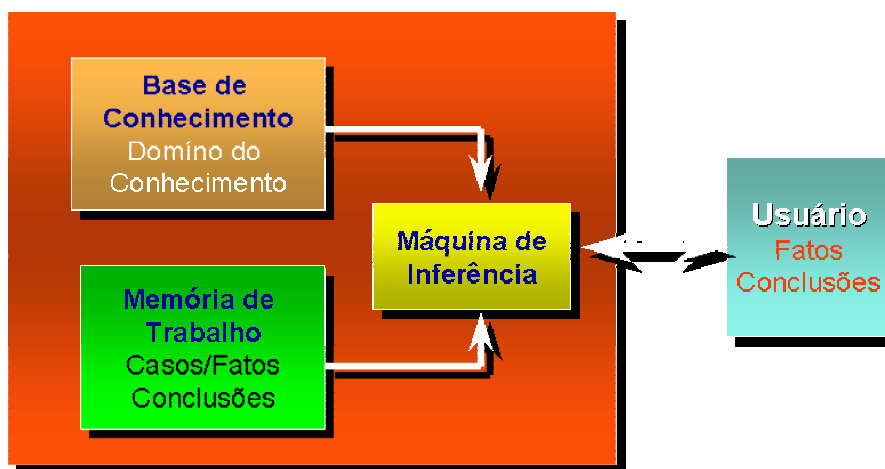 Base de
Conhecimento
Domíno do
Conhecimento
Máquina de
Inferência
Memória de
Trabalho
Casos/Fatos
Conclusões
Usuário
Fatos
Conclusões